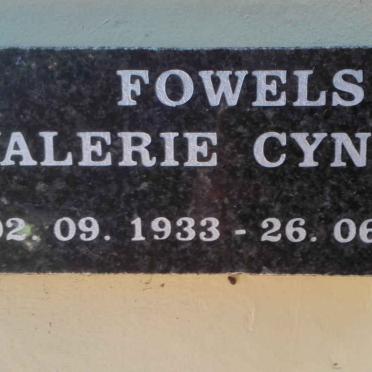 FOWELS
ALERIE CYN
02. 09. 1933 - 26. 06